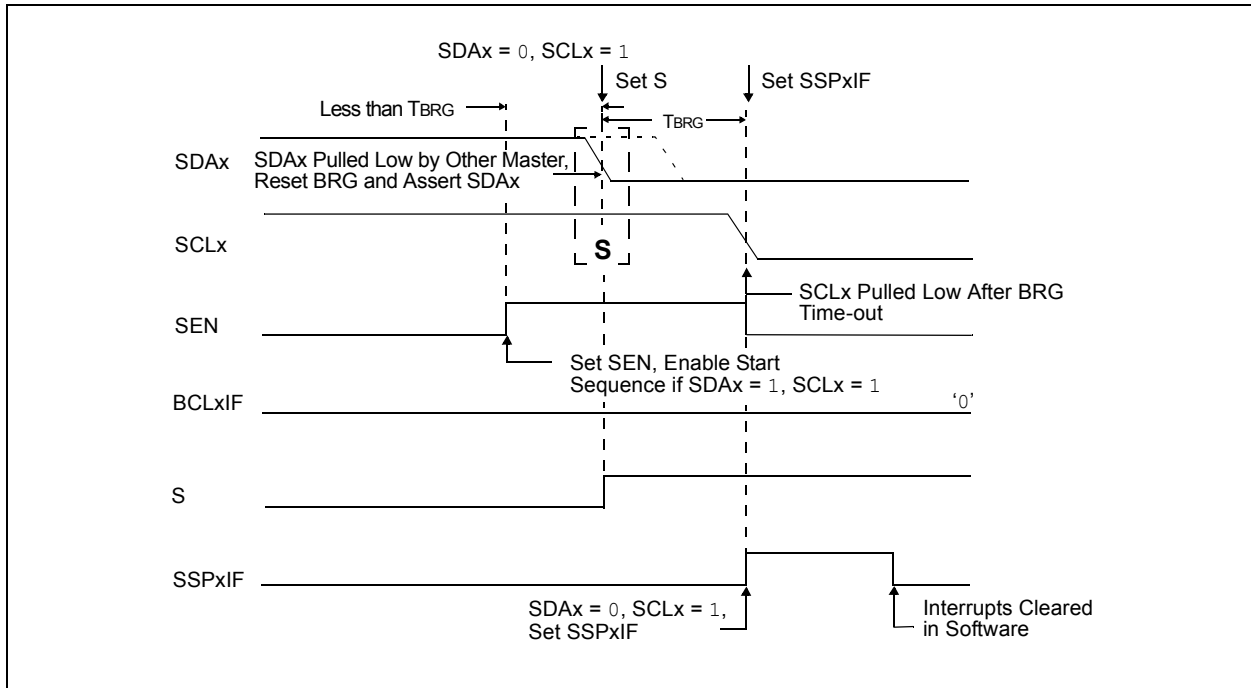 SDAx = 0, SCLx = 1
Set S
Set SSPxIF
Less than TBRG
TBRG
SDAx
SDAx Pulled Low by Other Master,
Reset BRG and Assert SDAx
SCLx
S
SCLx Pulled Low After BRG
Time-out
SEN
Set SEN, Enable Start
Sequence if SDAx = 1, SCLx = 1
BCLxIF
‘0’
S
SSPxIF
SDAx = 0, SCLx = 1,
Set SSPxIF
Interrupts Cleared
in Software